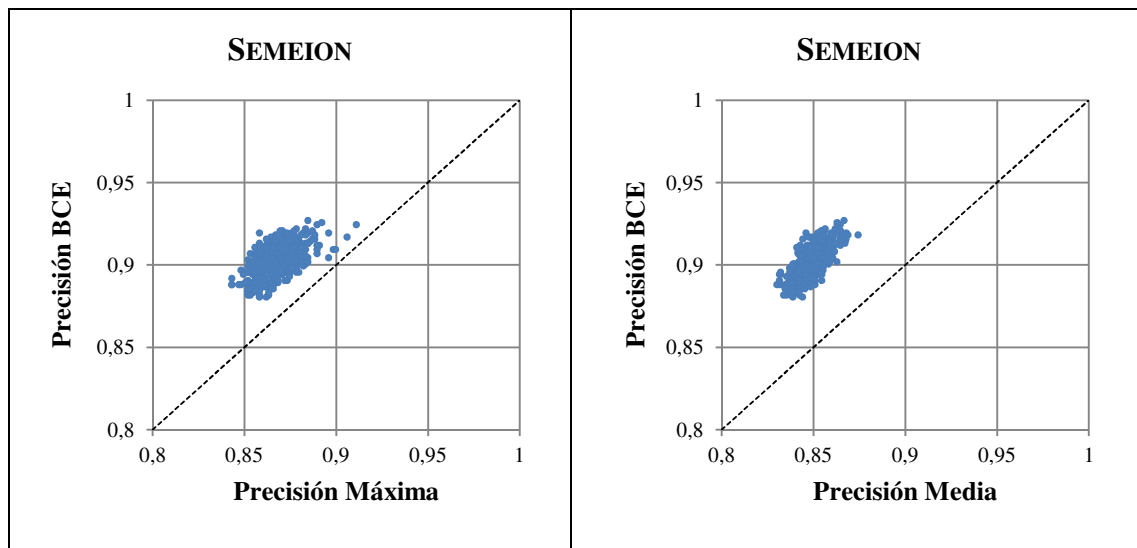 SEMEION
1
0,95
0,9
0,85
0,8
Precisión BCE
0,8 0,85 0,9 0,95 1
Precisión Máxima
SEMEION
1
0,95
0,9
0,85
0,8
Precisión BCE
0,8 0,85 0,9 0,95 1
Precisión Media